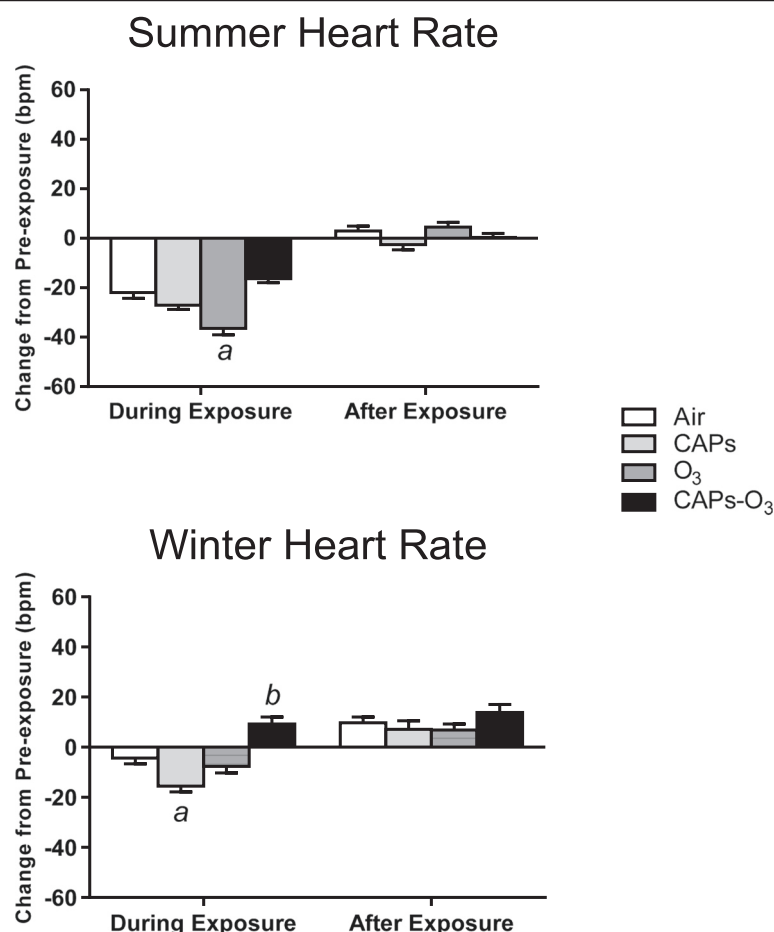 Summer Heart Rate
Change from Pre-exposure (bpm)
60
40
20
0
-20
-40
-60
a
During Exposure
After Exposure
Air
CAPs
O3
CAPs-O3
Winter Heart Rate
Change from Pre-exposure (bpm)
60
40
20
0
-20
-40
-60
b
a
During Exposure
After Exposure